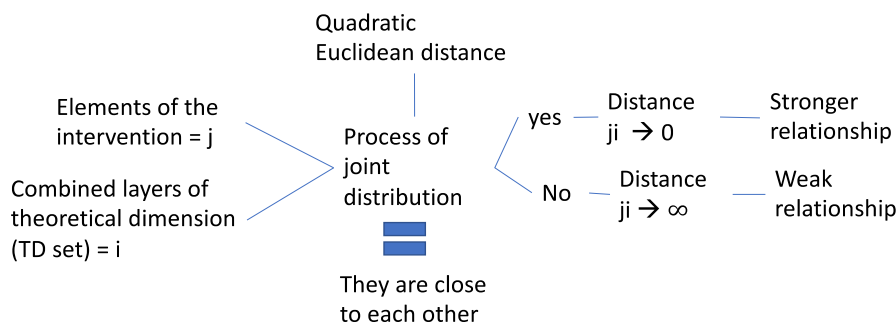 Quadratic
Euclidean distance
Elements of the
intervention = j
Combined layers of
theoretical dimension
(TD set) = i
Process of
joint
distribution
They are close
to each other
yes
Distance
ji → 0
Stronger
relationship
No
Distance
ji → ∞
Weak
relationship